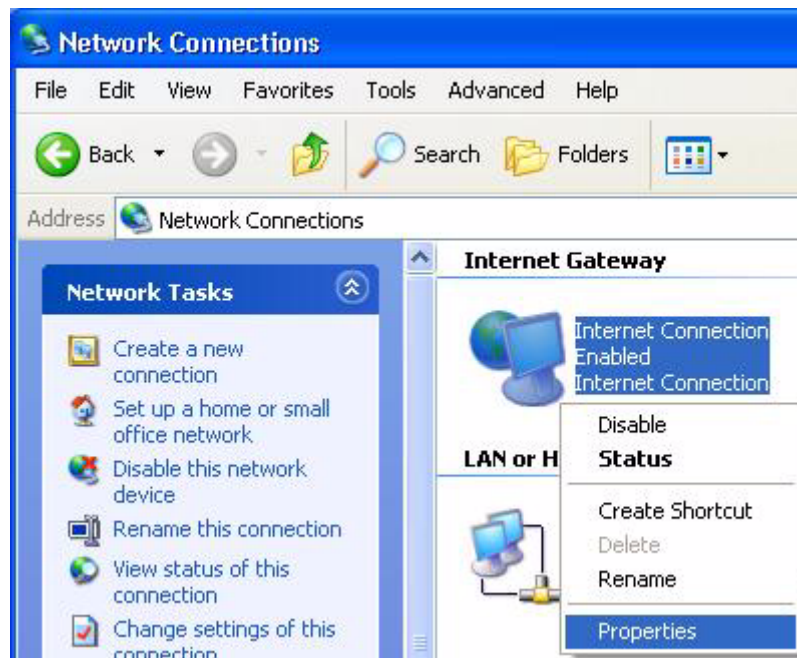 Network Connections
File Edit View Favorites Tools Advanced Help
Back Search Folders
Address Network Connections
Network Tasks
Create a new
connection
Set up a home or small
office network
Disable this network
device
Rename this connection
View status of this
connection
Change settings of this
connection
Internet Gateway
Internet Connection
Enabled
Internet Connection
LAN or H
Disable
Status
Create Shortcut
Delete
Rename
Properties